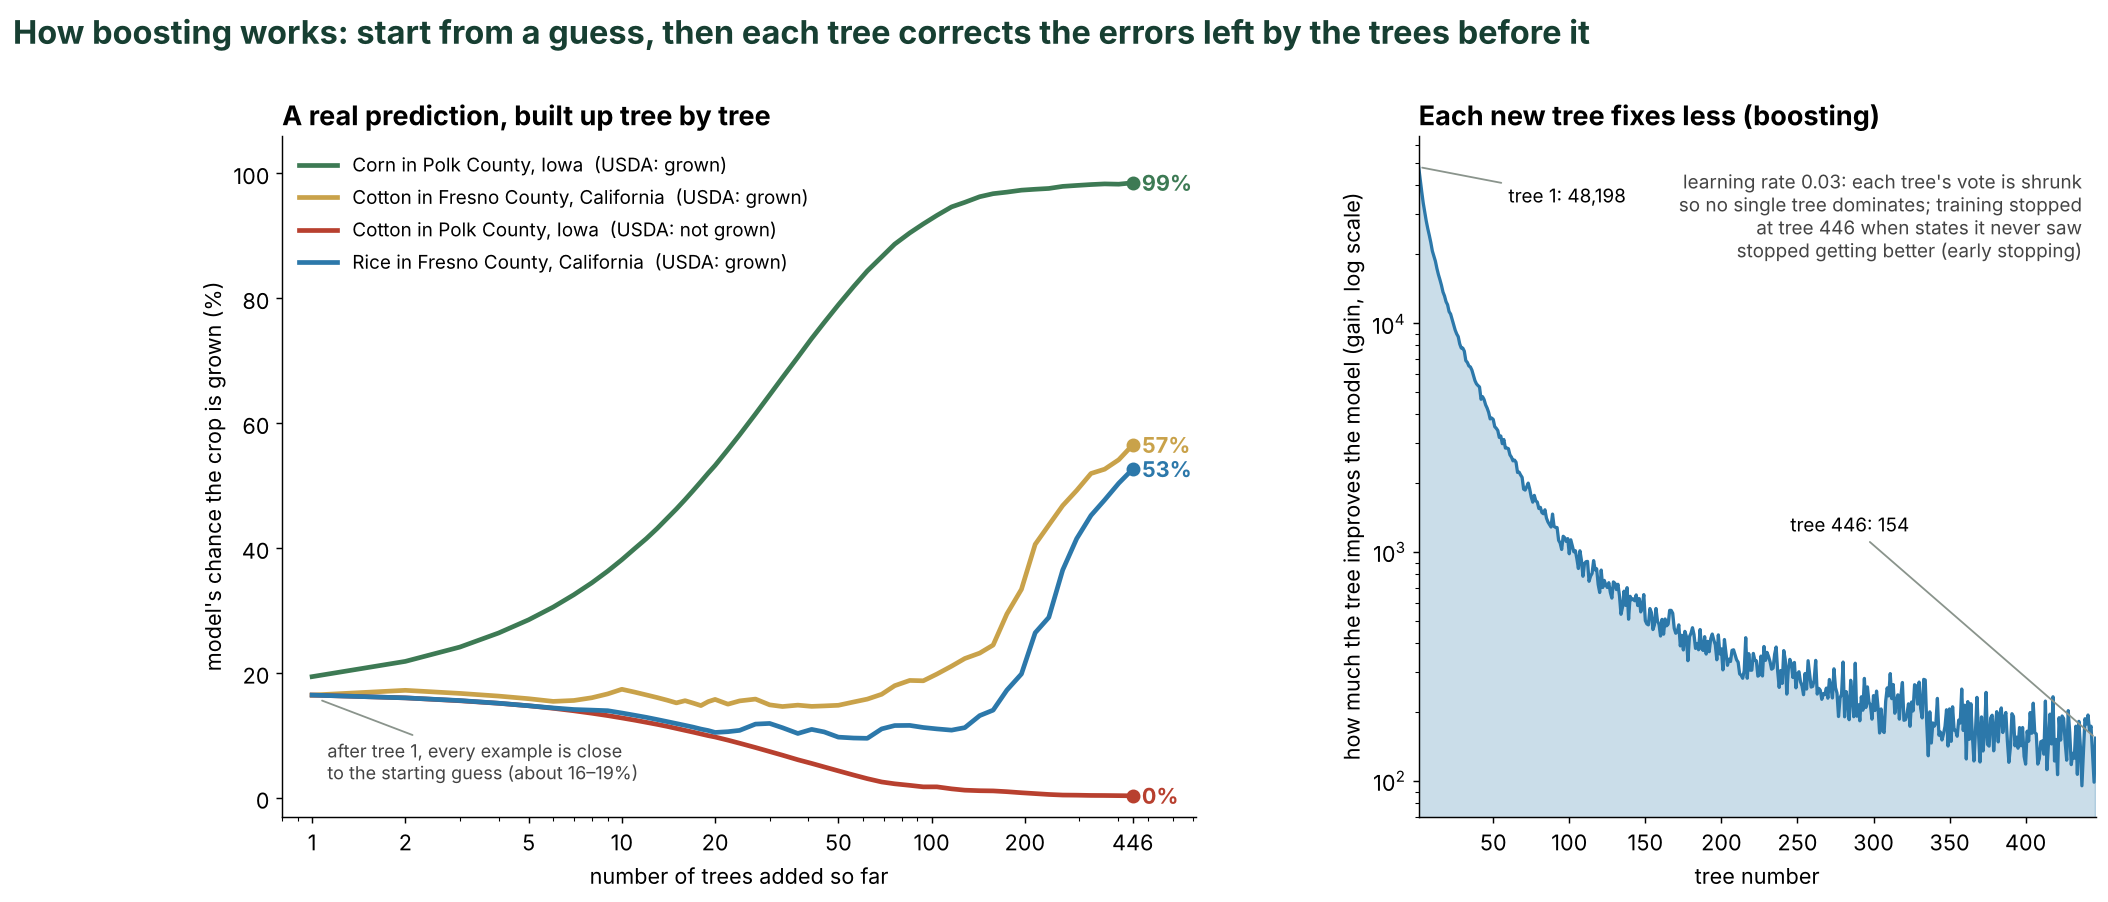 How boosting works: start from a guess, then each tree corrects the errors left by the trees before it
A real prediction, built up tree by tree
Corn in Polk County, Iowa (USDA: grown)
Cotton in Fresno County, California (USDA: grown)
Cotton in Polk County, Iowa (USDA: not grown)
Rice in Fresno County, California (USDA: grown)
model's chance the crop is grown (%)
100
80
60
40
20
0
99%
57%
53%
0%
after tree 1, every example is close
to the starting guess (about 16–19%)
1 2 5 10 20 50 100 200 446
number of trees added so far
Each new tree fixes less (boosting)
tree 1: 48,198
learning rate 0.03: each tree's vote is shrunk
so no single tree dominates; training stopped
at tree 446 when states it never saw
stopped getting better (early stopping)
how much the tree improves the model (gain, log scale)
10⁴
10³
10²
tree 446: 154
50 100 150 200 250 300 350 400
tree number